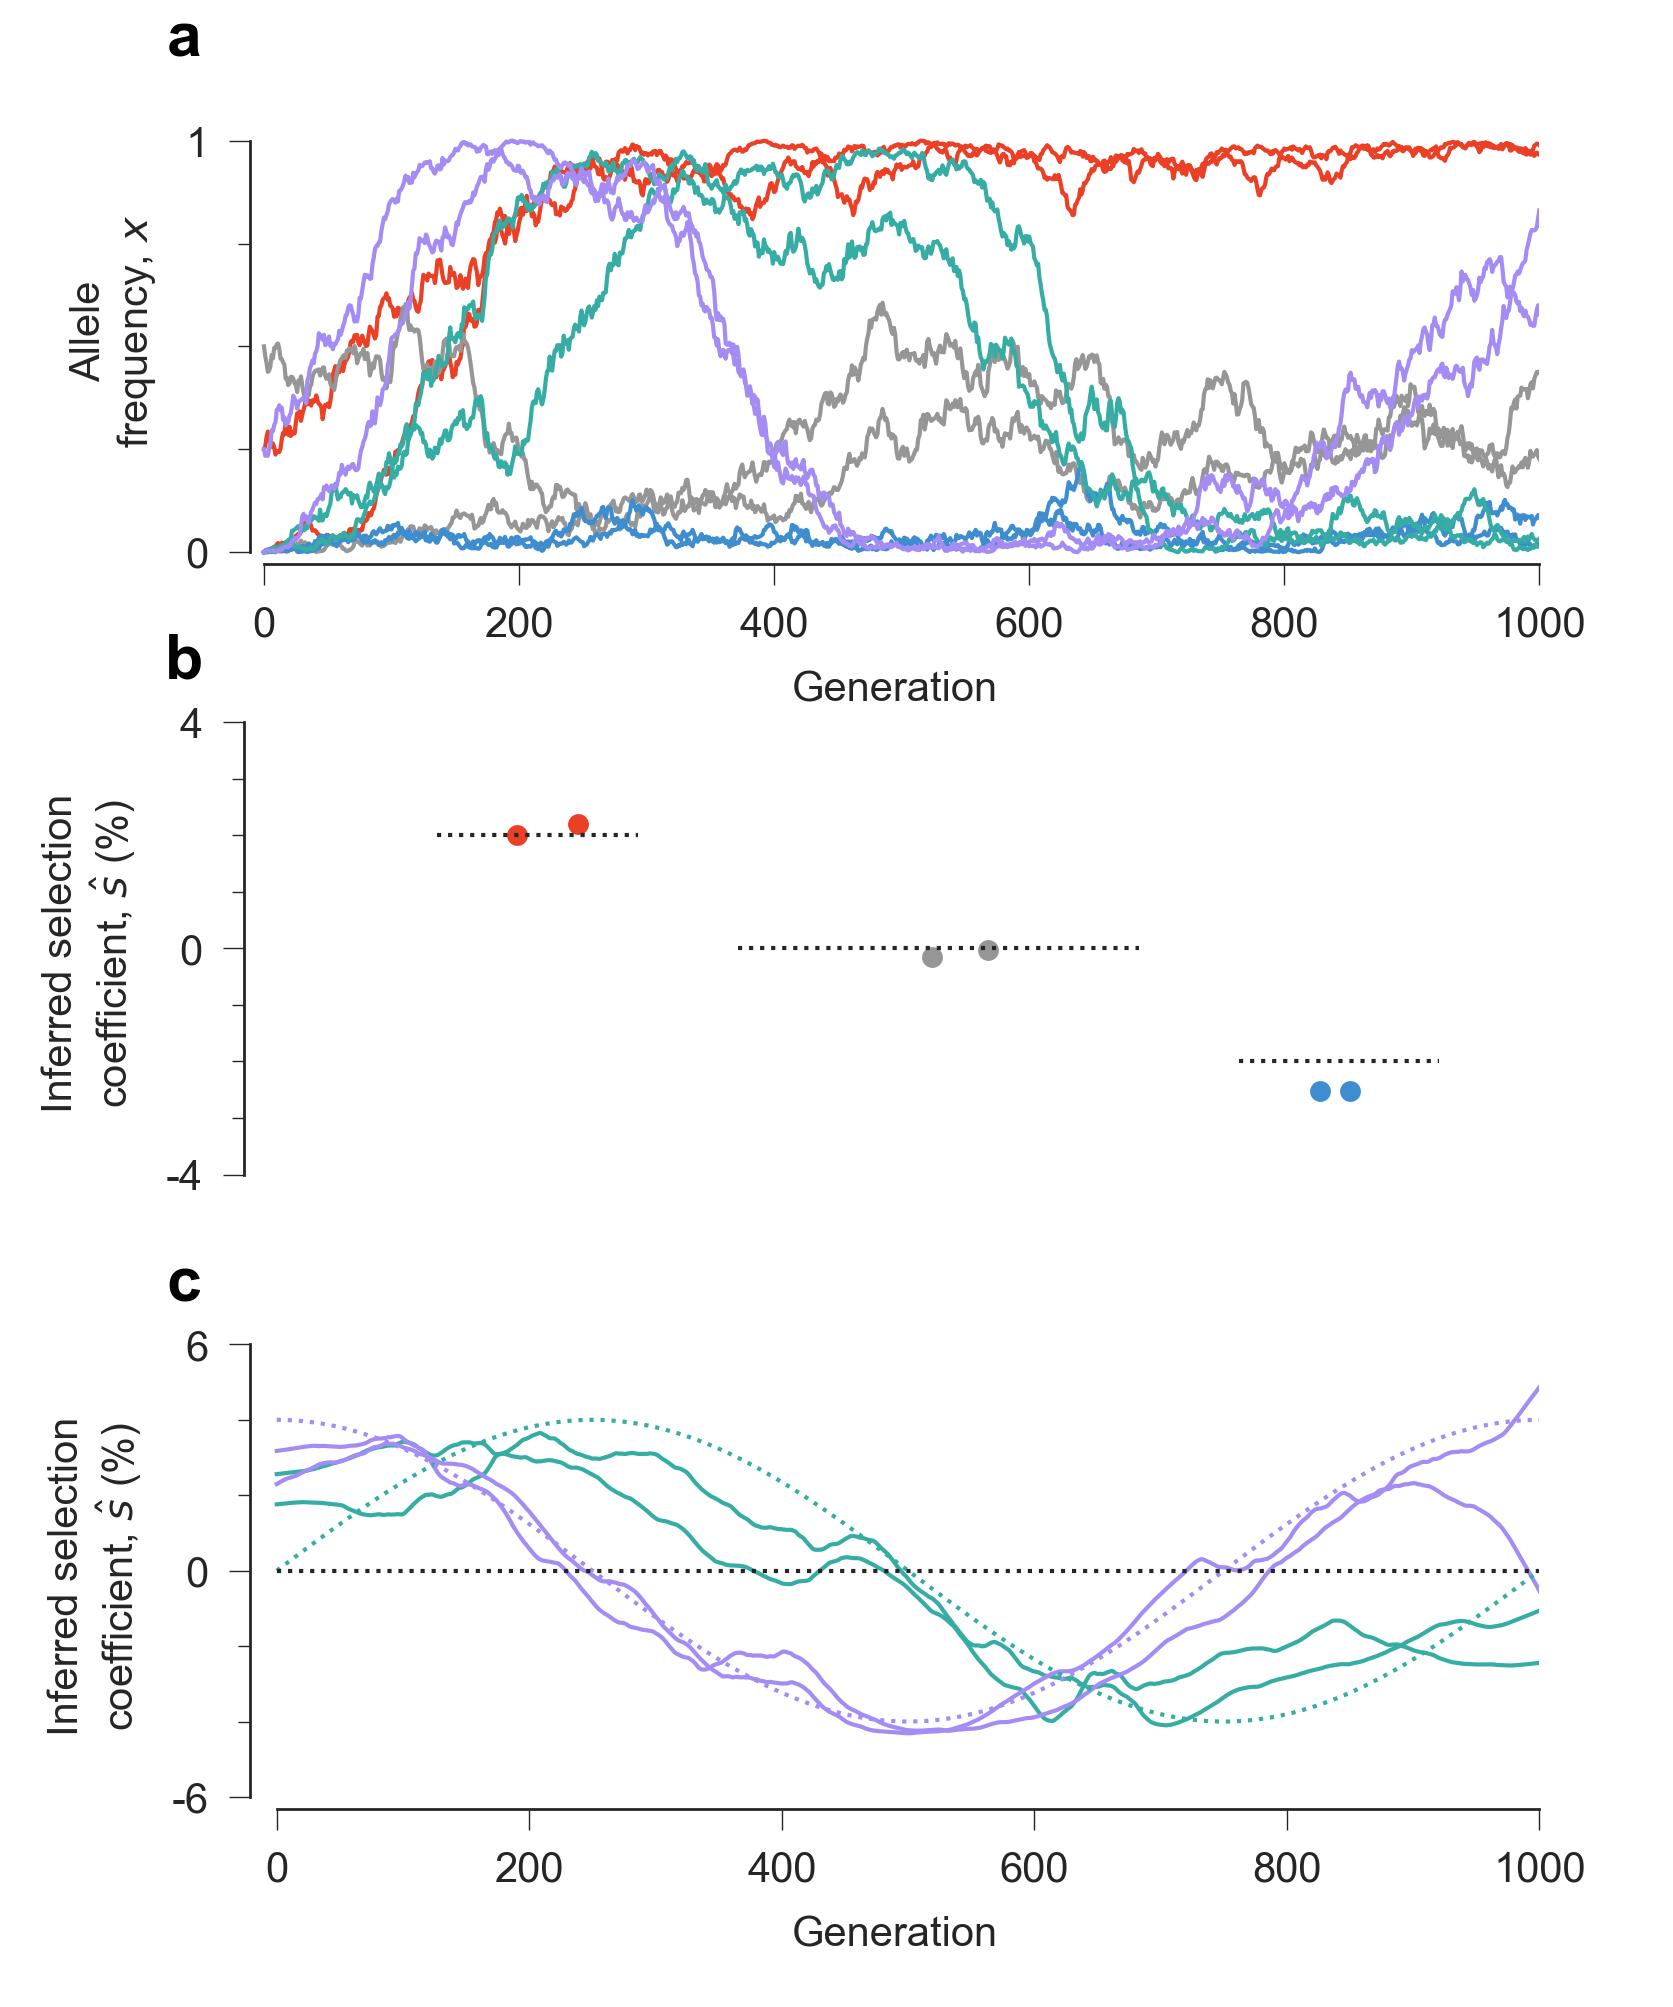 a
1
0
Allele
frequency, x
0 200 400 600 800 1000
Generation
b
4
0
-4
Inferred selection
coefficient, ŝ (%)
c
6
0
-6
Inferred selection
coefficient, ŝ (%)
0 200 400 600 800 1000
Generation